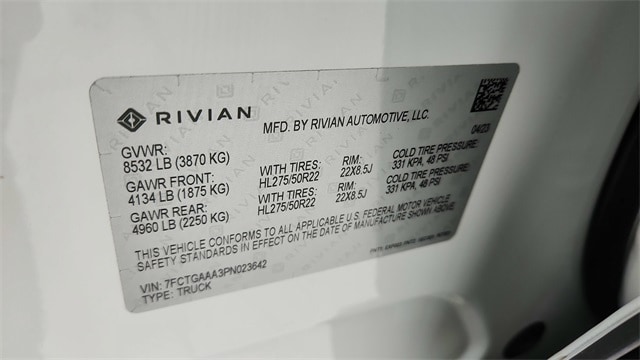 RIVIAN
MFD. BY RIVIAN AUTOMOTIVE, LLC.
04/23
GVWR:
8532 LB (3870 KG)
GAWR FRONT: WITH TIRES: RIM: COLD TIRE PRESSURE:
4134 LB (1875 KG) HL275/50R22 22X8.5J 331 KPA, 48 PSI
GAWR REAR: WITH TIRES: RIM: COLD TIRE PRESSURE:
4960 LB (2250 KG) HL275/50R22 22X8.5J 331 KPA, 48 PSI
THIS VEHICLE CONFORMS TO ALL APPLICABLE U.S. FEDERAL MOTOR VEHICLE
SAFETY STANDARDS IN EFFECT ON THE DATE OF MANUFACTURE SHOWN ABOVE.
VIN: 7FCTGAAA3PN023642
TYPE: TRUCK